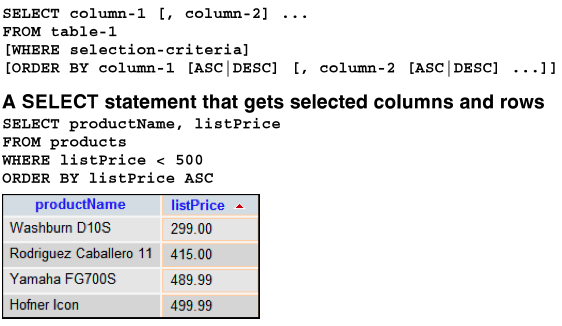 SELECT column-1 [, column-2] ...
FROM table-1
[WHERE selection-criteria]
[ORDER BY column-1 [ASC|DESC] [, column-2 [ASC|DESC] ...]]
A SELECT statement that gets selected columns and rows
SELECT productName, listPrice
FROM products
WHERE listPrice < 500
ORDER BY listPrice ASC
productName listPrice
Washburn D10S 299.00
Rodriguez Caballero 11 415.00
Yamaha FG700S 489.99
Hofner Icon 499.99